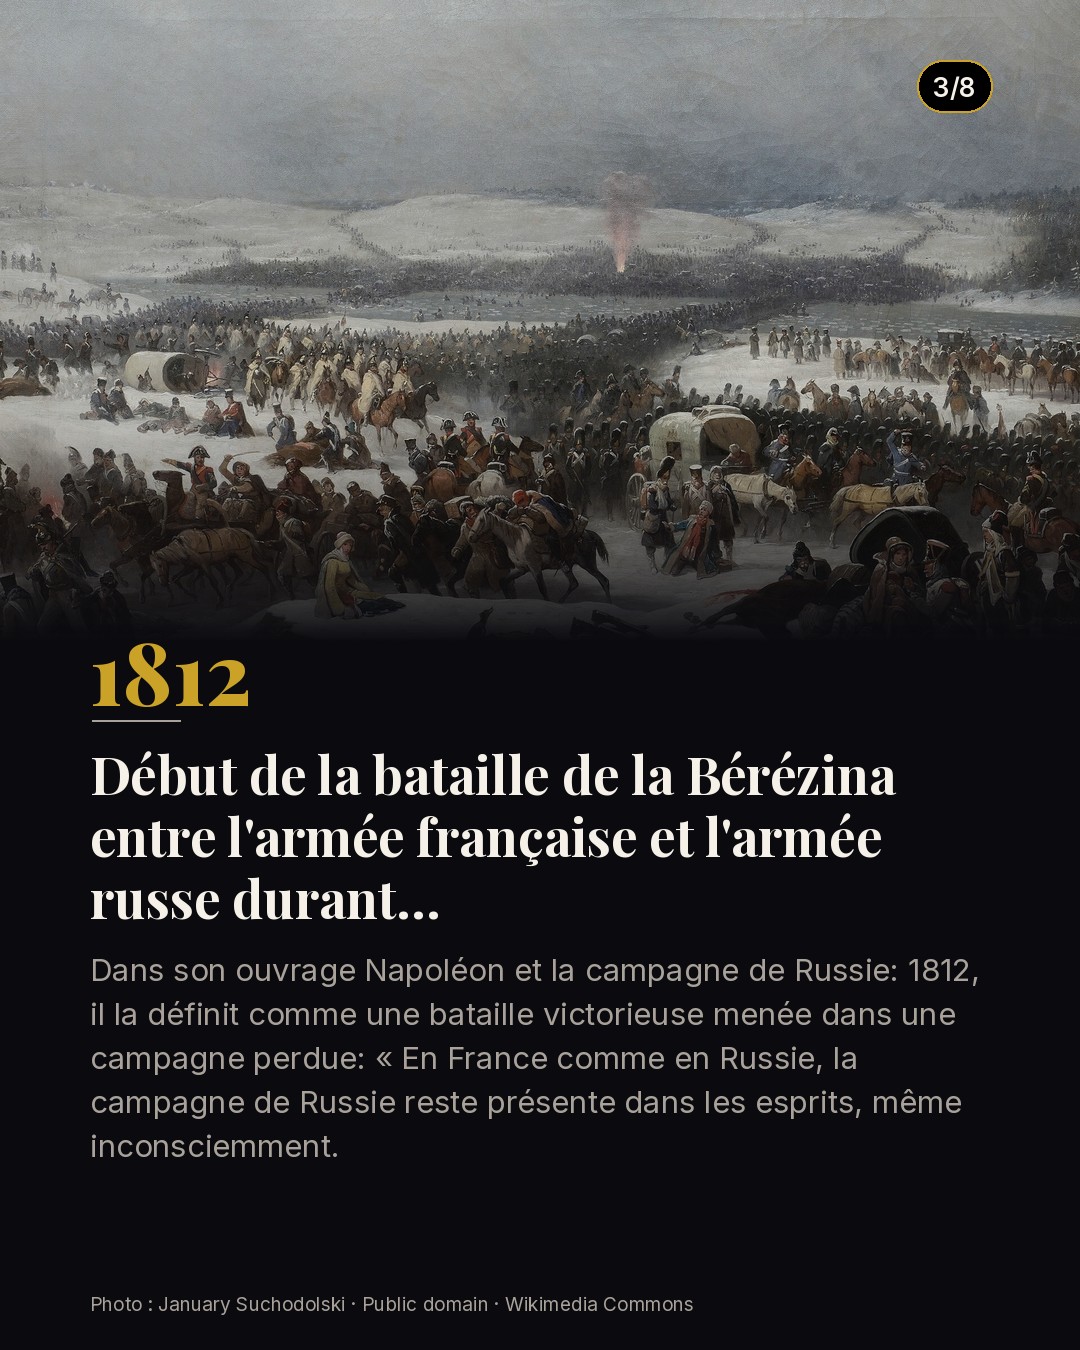 3/8
1812
Début de la bataille de la Bérézina
entre l'armée française et l'armée
russe durant...
Dans son ouvrage Napoléon et la campagne de Russie: 1812,
il la définit comme une bataille victorieuse menée dans une
campagne perdue: « En France comme en Russie, la
campagne de Russie reste présente dans les esprits, même
inconsciemment.
Photo : January Suchodolski · Public domain · Wikimedia Commons